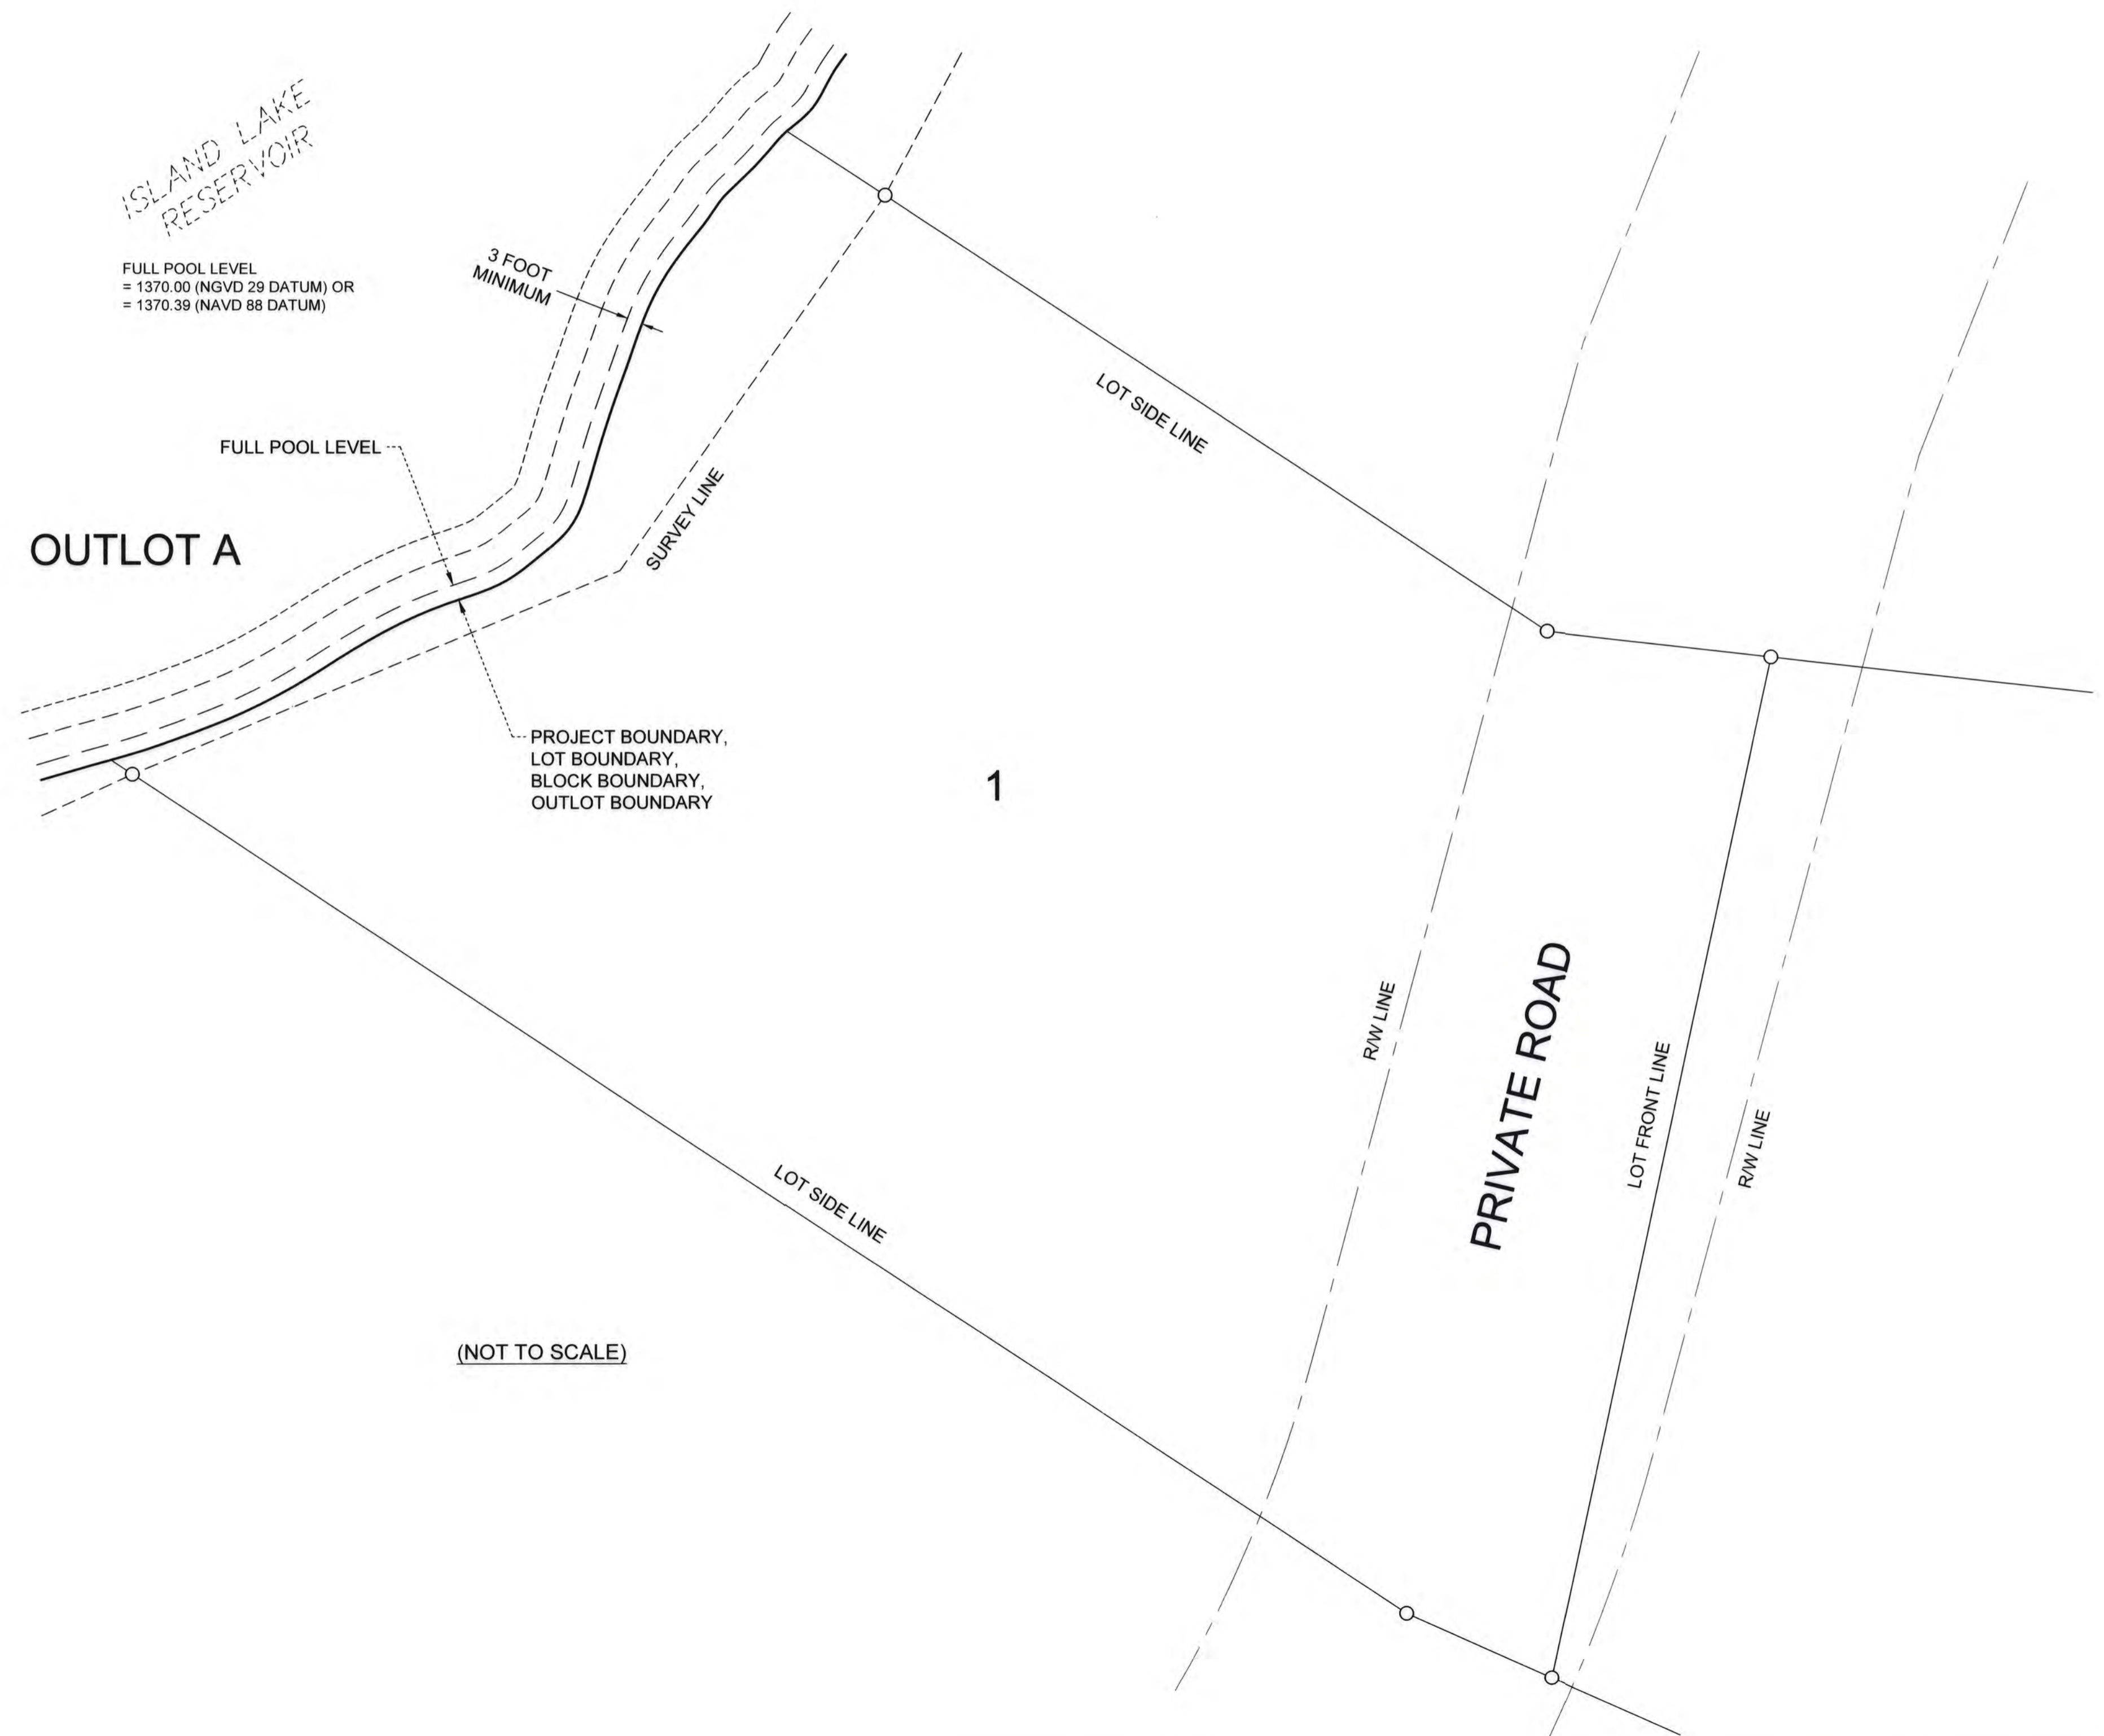 ISLAND LAKE
RESERVOIR
FULL POOL LEVEL
= 1370.00 (NGVD 29 DATUM) OR
= 1370.39 (NAVD 88 DATUM)
3 FOOT
MINIMUM
LOT SIDE LINE
FULL POOL LEVEL
SURVEY LINE
OUTLOT A
PROJECT BOUNDARY,
LOT BOUNDARY,
BLOCK BOUNDARY,
OUTLOT BOUNDARY
1
R/W LINE
PRIVATE ROAD
LOT FRONT LINE
R/W LINE
LOT SIDE LINE
(NOT TO SCALE)